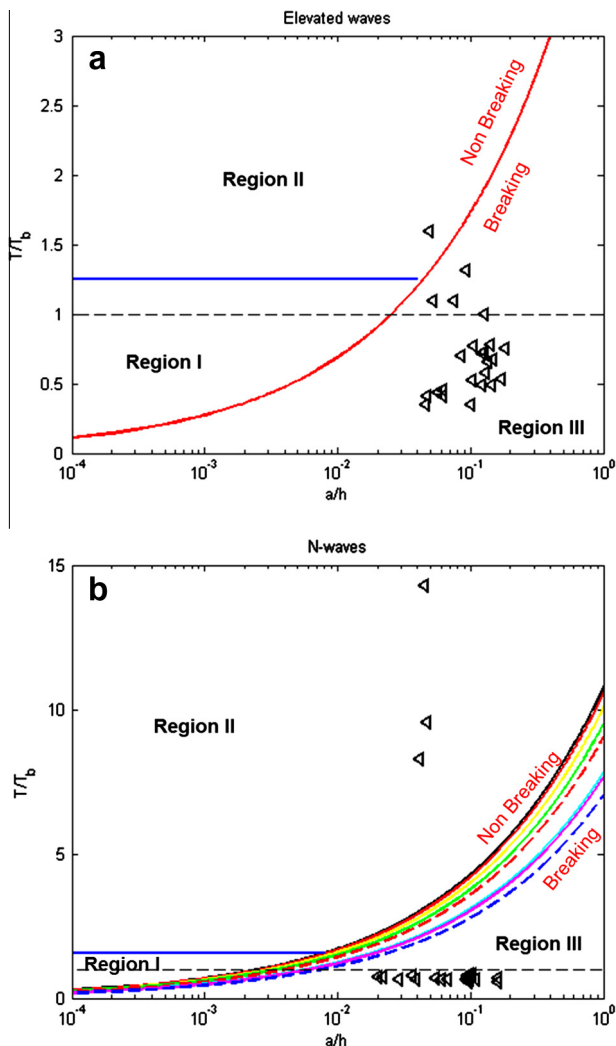 Elevated waves
a
3
2.5
2
1.5
1
0.5
0
T/T_b
Non Breaking
Breaking
Region II
Region I
Region III
10^-4
10^-3
10^-2
10^-1
10^0
a/h
N-waves
b
15
10
5
0
T/T_b
Region II
Non Breaking
Breaking
Region I
Region III
10^-4
10^-3
10^-2
10^-1
10^0
a/h